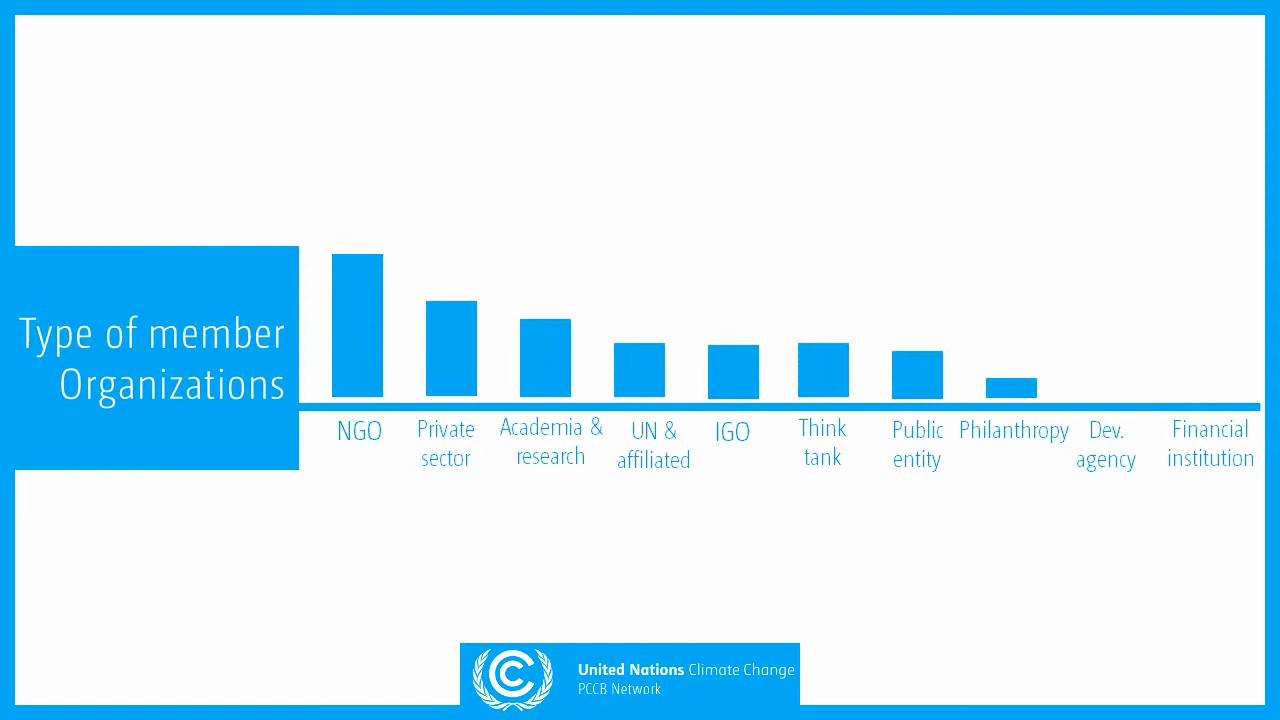 Type of member
Organizations
NGO
Private
sector
Academia &
research
UN &
affiliated
IGO
Think
tank
Public
entity
Philanthropy
Dev.
agency
Financial
institution
United Nations Climate Change
PCCB Network